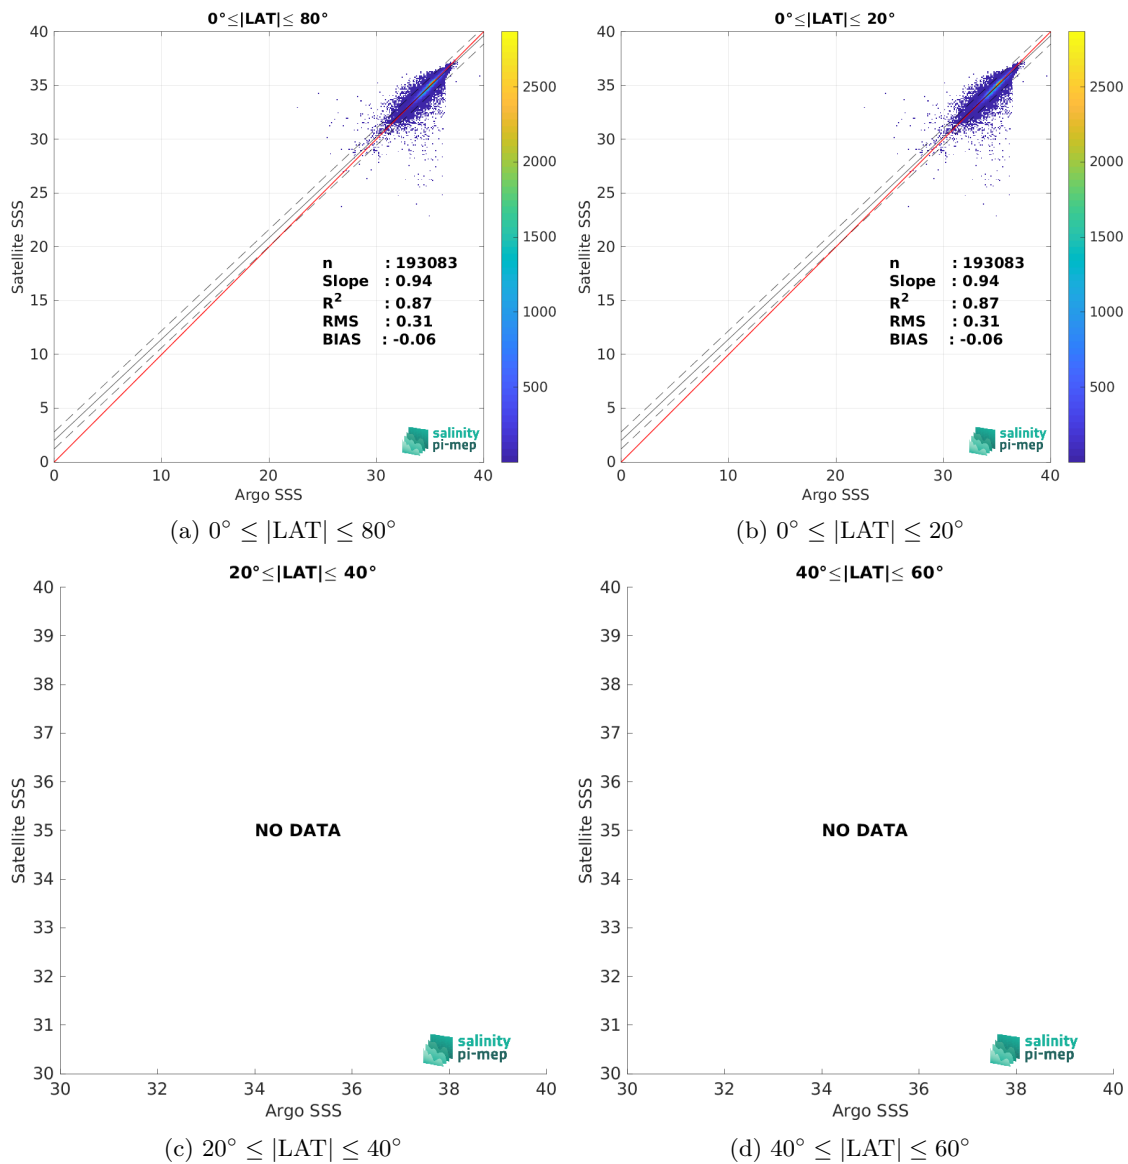 0°≤|LAT|≤ 80°
40
35
30
25
20
15
10
5
0
Satellite SSS
n : 193083
Slope : 0.94
R² : 0.87
RMS : 0.31
BIAS : -0.06
salinity
pi-mep
0 10 20 30 40
Argo SSS
2500
2000
1500
1000
500
(a) 0° ≤ |LAT| ≤ 80°
0°≤|LAT|≤ 20°
40
35
30
25
20
15
10
5
0
Satellite SSS
n : 193083
Slope : 0.94
R² : 0.87
RMS : 0.31
BIAS : -0.06
salinity
pi-mep
0 10 20 30 40
Argo SSS
2500
2000
1500
1000
500
(b) 0° ≤ |LAT| ≤ 20°
20°≤|LAT|≤ 40°
40
39
38
37
36
35
34
33
32
31
30
Satellite SSS
NO DATA
salinity
pi-mep
30 32 34 36 38 40
Argo SSS
(c) 20° ≤ |LAT| ≤ 40°
40°≤|LAT|≤ 60°
40
39
38
37
36
35
34
33
32
31
30
Satellite SSS
NO DATA
salinity
pi-mep
30 32 34 36 38 40
Argo SSS
(d) 40° ≤ |LAT| ≤ 60°